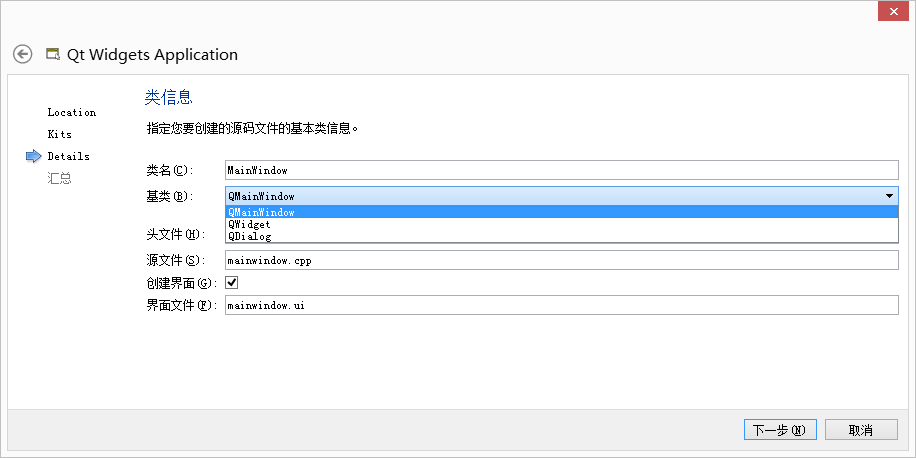 Qt Widgets Application
Location
Kits
Details
汇总
类信息
指定您要创建的源码文件的基本类信息。
类名(C): MainWindow
基类(B): QMainWindow
QMainWindow
QWidget
QDialog
头文件(H):
源文件(S): mainwindow.cpp
创建界面(G):
界面文件(F): mainwindow.ui
下一步(N) 取消